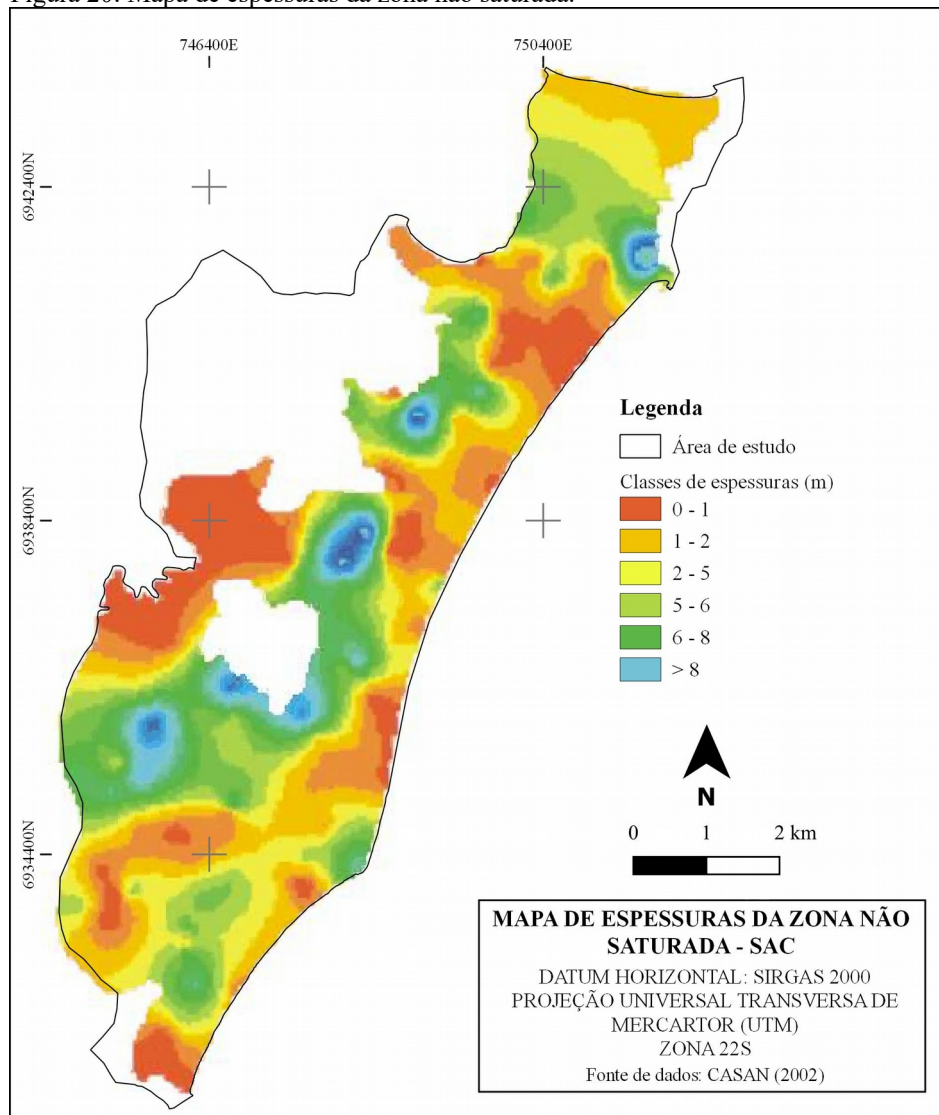 Figura 20: Mapa de espessuras da zona não saturada.
746400E
750400E
6942400N
6938400N
6934400N
Legenda
Área de estudo
Classes de espessuras (m)
0 - 1
1 - 2
2 - 5
5 - 6
6 - 8
> 8
N
0 1 2 km
MAPA DE ESPESSURAS DA ZONA NÃO
SATURADA - SAC
DATUM HORIZONTAL: SIRGAS 2000
PROJEÇÃO UNIVERSAL TRANSVERSA DE
MERCARTOR (UTM)
ZONA 22S
Fonte de dados: CASAN (2002)